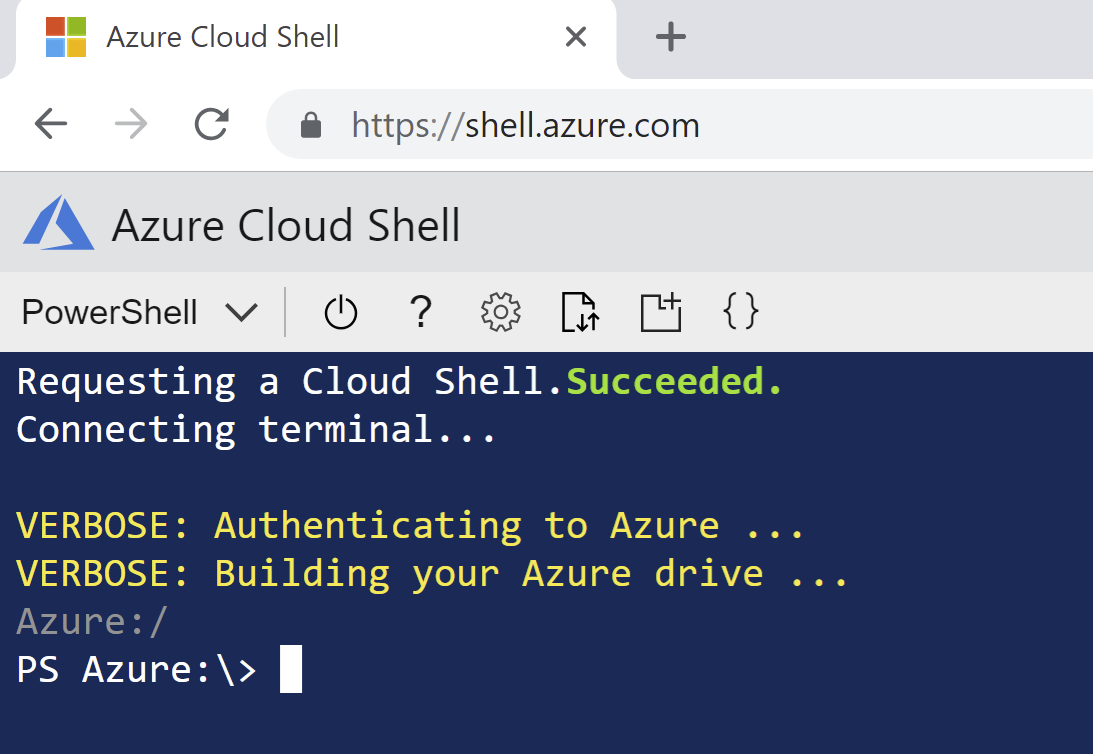 Azure Cloud Shell
https://shell.azure.com
Azure Cloud Shell
PowerShell ? { }
Requesting a Cloud Shell.Succeeded.
Connecting terminal...
VERBOSE: Authenticating to Azure ...
VERBOSE: Building your Azure drive ...
Azure:/
PS Azure:\>